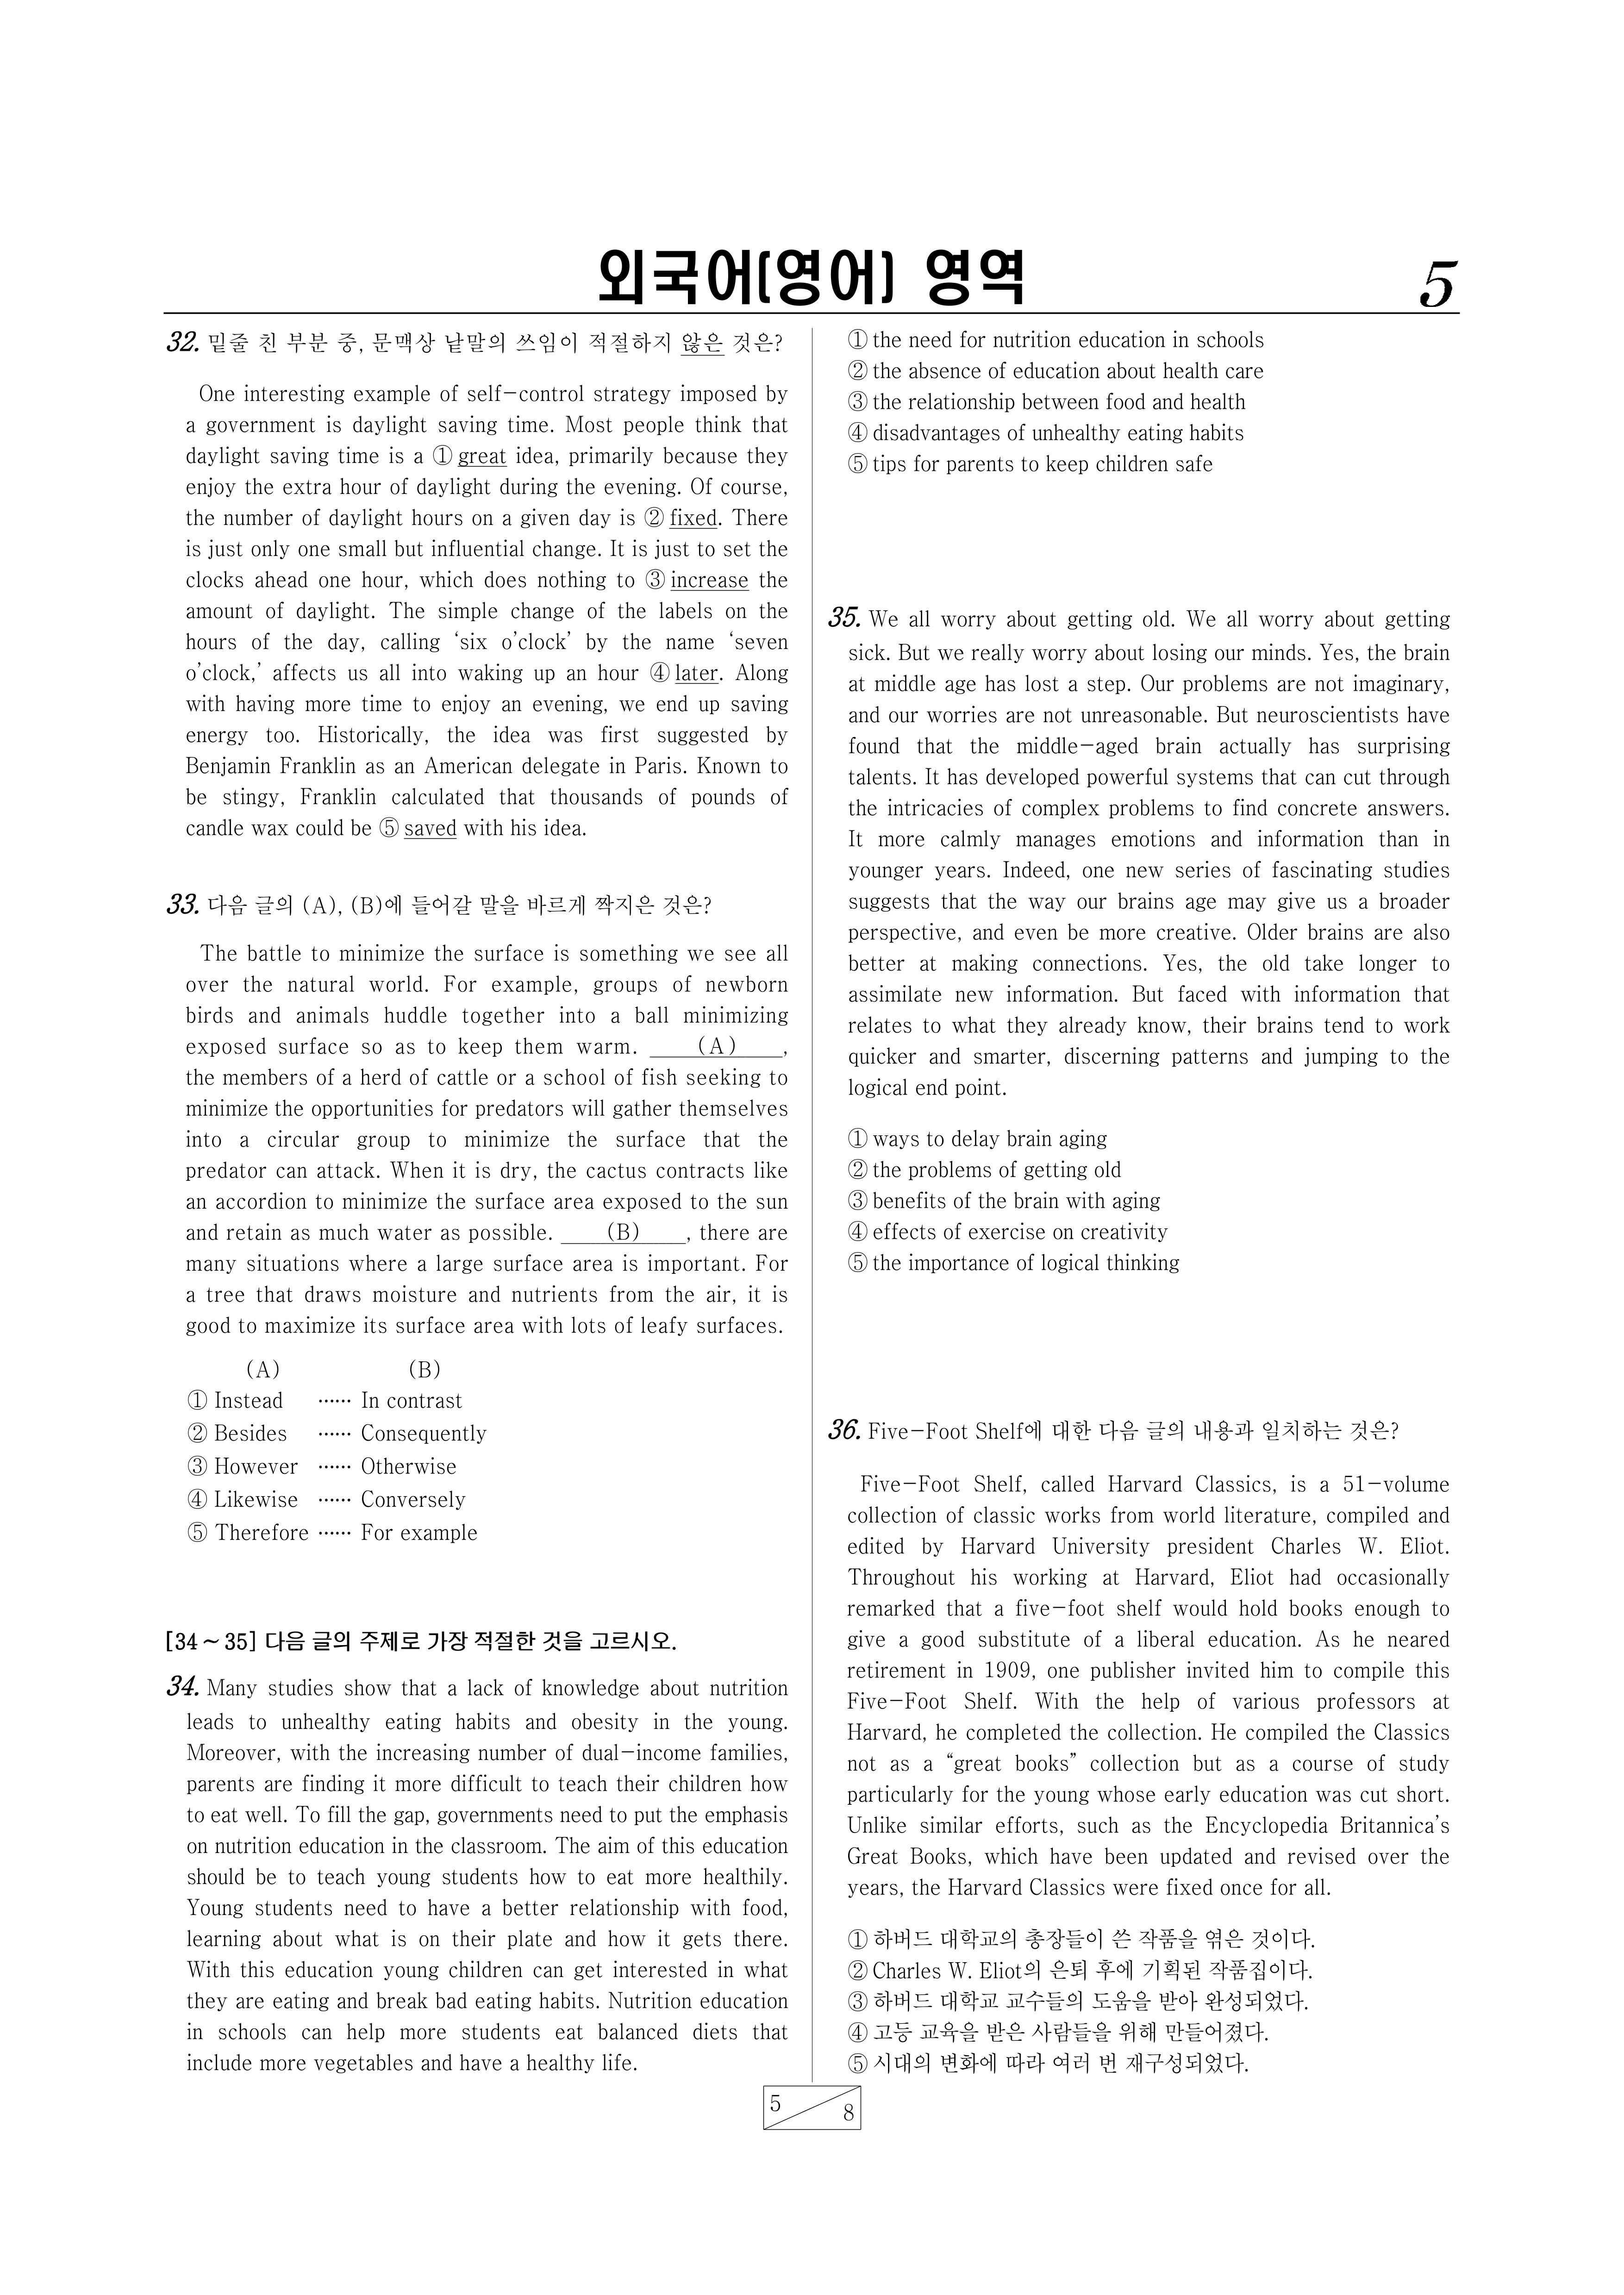 외국어(영어) 영역
5
32. 밑줄 친 부분 중, 문맥상 낱말의 쓰임이 적절하지 않은 것은?
One interesting example of self-control strategy imposed by
a government is daylight saving time. Most people think that
daylight saving time is a ① great idea, primarily because they
enjoy the extra hour of daylight during the evening. Of course,
the number of daylight hours on a given day is ② fixed. There
is just only one small but influential change. It is just to set the
clocks ahead one hour, which does nothing to ③ increase the
amount of daylight. The simple change of the labels on the
hours of the day, calling ‘six o’clock’ by the name ‘seven
o’clock,’ affects us all into waking up an hour ④ later. Along
with having more time to enjoy an evening, we end up saving
energy too. Historically, the idea was first suggested by
Benjamin Franklin as an American delegate in Paris. Known to
be stingy, Franklin calculated that thousands of pounds of
candle wax could be ⑤ saved with his idea.
33. 다음 글의 (A), (B)에 들어갈 말을 바르게 짝지은 것은?
The battle to minimize the surface is something we see all
over the natural world. For example, groups of newborn
birds and animals huddle together into a ball minimizing
exposed surface so as to keep them warm. (A) ,
the members of a herd of cattle or a school of fish seeking to
minimize the opportunities for predators will gather themselves
into a circular group to minimize the surface that the
predator can attack. When it is dry, the cactus contracts like
an accordion to minimize the surface area exposed to the sun
and retain as much water as possible. (B) , there are
many situations where a large surface area is important. For
a tree that draws moisture and nutrients from the air, it is
good to maximize its surface area with lots of leafy surfaces.
(A) (B)
① Instead ······ In contrast
② Besides ······ Consequently
③ However ······ Otherwise
④ Likewise ······ Conversely
⑤ Therefore ······ For example
[34 ~ 35] 다음 글의 주제로 가장 적절한 것을 고르시오.
34. Many studies show that a lack of knowledge about nutrition
leads to unhealthy eating habits and obesity in the young.
Moreover, with the increasing number of dual-income families,
parents are finding it more difficult to teach their children how
to eat well. To fill the gap, governments need to put the emphasis
on nutrition education in the classroom. The aim of this education
should be to teach young students how to eat more healthily.
Young students need to have a better relationship with food,
learning about what is on their plate and how it gets there.
With this education young children can get interested in what
they are eating and break bad eating habits. Nutrition education
in schools can help more students eat balanced diets that
include more vegetables and have a healthy life.
① the need for nutrition education in schools
② the absence of education about health care
③ the relationship between food and health
④ disadvantages of unhealthy eating habits
⑤ tips for parents to keep children safe
35. We all worry about getting old. We all worry about getting
sick. But we really worry about losing our minds. Yes, the brain
at middle age has lost a step. Our problems are not imaginary,
and our worries are not unreasonable. But neuroscientists have
found that the middle-aged brain actually has surprising
talents. It has developed powerful systems that can cut through
the intricacies of complex problems to find concrete answers.
It more calmly manages emotions and information than in
younger years. Indeed, one new series of fascinating studies
suggests that the way our brains age may give us a broader
perspective, and even be more creative. Older brains are also
better at making connections. Yes, the old take longer to
assimilate new information. But faced with information that
relates to what they already know, their brains tend to work
quicker and smarter, discerning patterns and jumping to the
logical end point.
① ways to delay brain aging
② the problems of getting old
③ benefits of the brain with aging
④ effects of exercise on creativity
⑤ the importance of logical thinking
36. Five-Foot Shelf에 대한 다음 글의 내용과 일치하는 것은?
Five-Foot Shelf, called Harvard Classics, is a 51-volume
collection of classic works from world literature, compiled and
edited by Harvard University president Charles W. Eliot.
Throughout his working at Harvard, Eliot had occasionally
remarked that a five-foot shelf would hold books enough to
give a good substitute of a liberal education. As he neared
retirement in 1909, one publisher invited him to compile this
Five-Foot Shelf. With the help of various professors at
Harvard, he completed the collection. He compiled the Classics
not as a “great books” collection but as a course of study
particularly for the young whose early education was cut short.
Unlike similar efforts, such as the Encyclopedia Britannica’s
Great Books, which have been updated and revised over the
years, the Harvard Classics were fixed once for all.
① 하버드 대학교의 총장들이 쓴 작품을 엮은 것이다.
② Charles W. Eliot의 은퇴 후에 기획된 작품집이다.
③ 하버드 대학교 교수들의 도움을 받아 완성되었다.
④ 고등 교육을 받은 사람들을 위해 만들어졌다.
⑤ 시대의 변화에 따라 여러 번 재구성되었다.
5
8